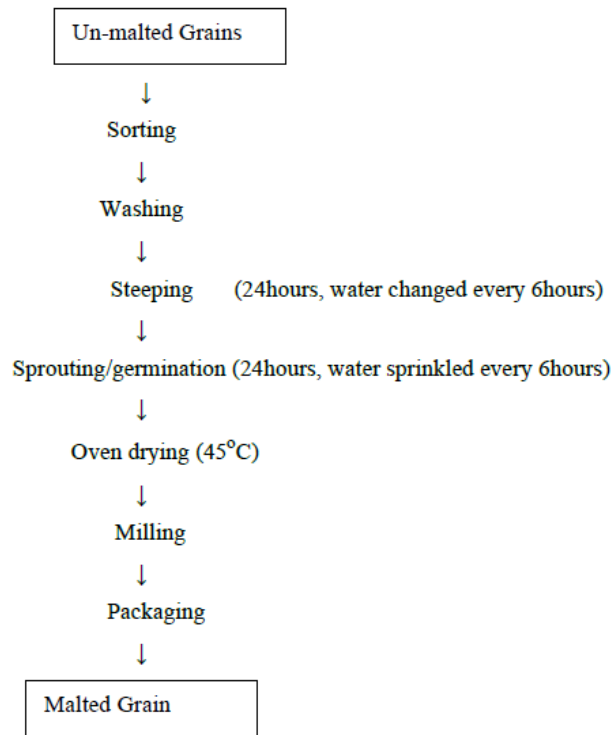 Un-malted Grains
↓
Sorting
↓
Washing
↓
Steeping (24hours, water changed every 6hours)
↓
Sprouting/germination (24hours, water sprinkled every 6hours)
↓
Oven drying (45°C)
↓
Milling
↓
Packaging
↓
Malted Grain